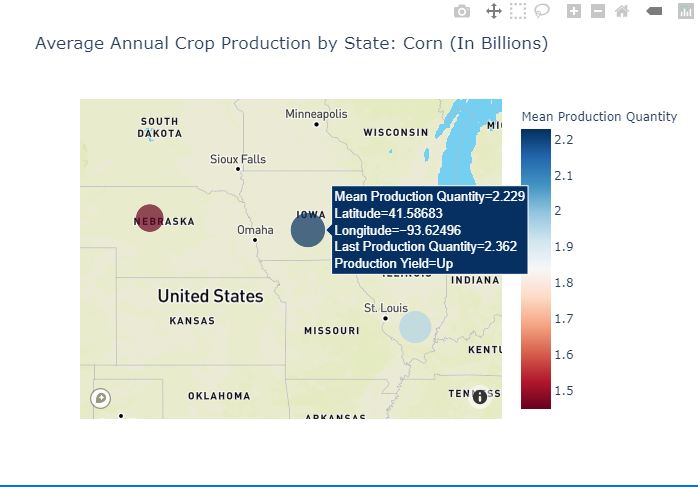 Average Annual Crop Production by State: Corn (In Billions)
Mean Production Quantity
Minneapolis
SOUTH
DAKOTA
WISCONSIN
MI
Sioux Falls
Mean Production Quantity=2.229
Latitude=41.58683
Longitude=−93.62496
Last Production Quantity=2.362
Production Yield=Up
IOWA
NEBRASKA
Omaha
INDIANA
United States
St. Louis
KANSAS
MISSOURI
KENTU
OKLAHOMA
ARKANSAS
2.2
2.1
2
1.9
1.8
1.7
1.6
1.5